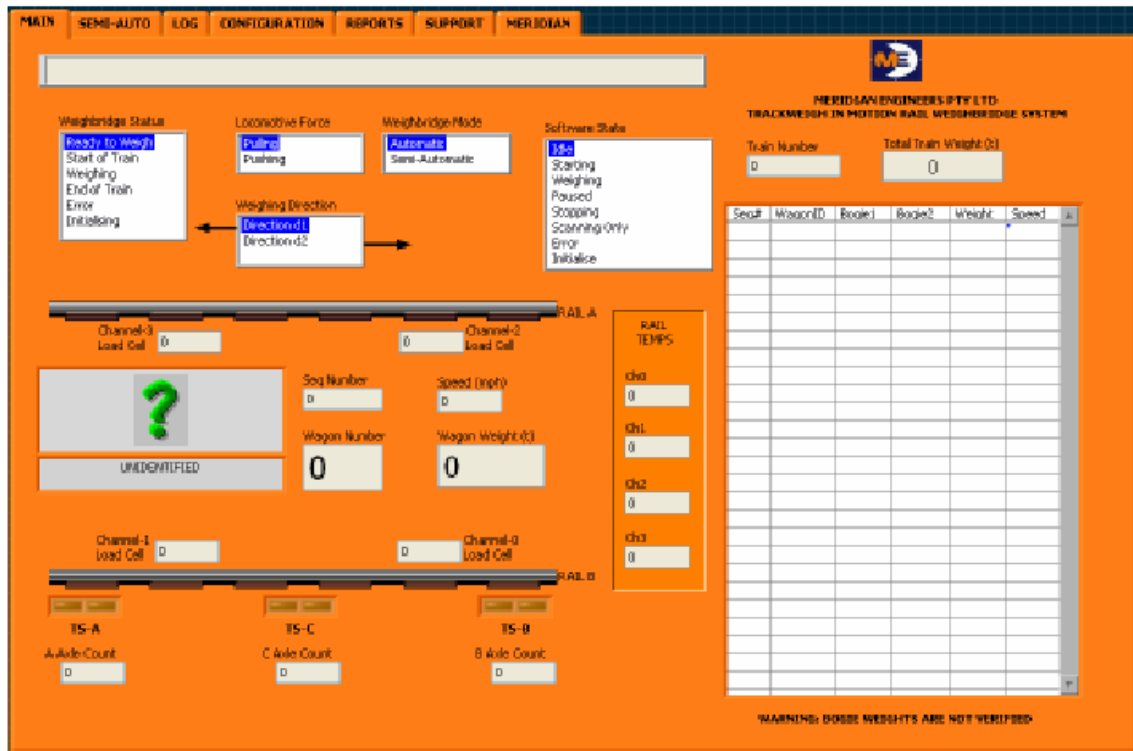 MAIN SEMI-AUTO LOG CONFIGURATION REPORTS SUPPORT MERIDIAN
ME
MERIDIAN ENGINEERS PTY LTD
TRACKWEIGH IN MOTION RAIL WEIGHBRIDGE SYSTEM
Weighbridge Status
Ready to Weigh
Start of Train
Weighing
End of Train
Error
Initialising
Locomotive Force
Pulling
Pushing
Weighbridge Mode
Automatic
Semi-Automatic
Weighing Direction
Direction d1
Direction d2
Software State
Idle
Starting
Weighing
Paused
Stopping
Scanning Only
Error
Initialise
Train Number
0
Total Train Weight (t)
0
Seq# WagonID Bogie1 Bogie2 Weight Speed
RAIL A
Channel-3
Load Cell 0
Channel-2
0 Load Cell
UNIDENTIFIED
Seq Number
0
Speed (mph)
0
Wagon Number
0
Wagon Weight (t)
0
RAIL
TEMPS
Ch0
0
Ch1
0
Ch2
0
Ch3
0
Channel-1
Load Cell 0
Channel-0
0 Load Cell
RAIL B
TS-A TS-C TS-B
A Axle Count C Axle Count B Axle Count
0 0 0
WARNING: BOGIE WEIGHTS ARE NOT VERIFIED